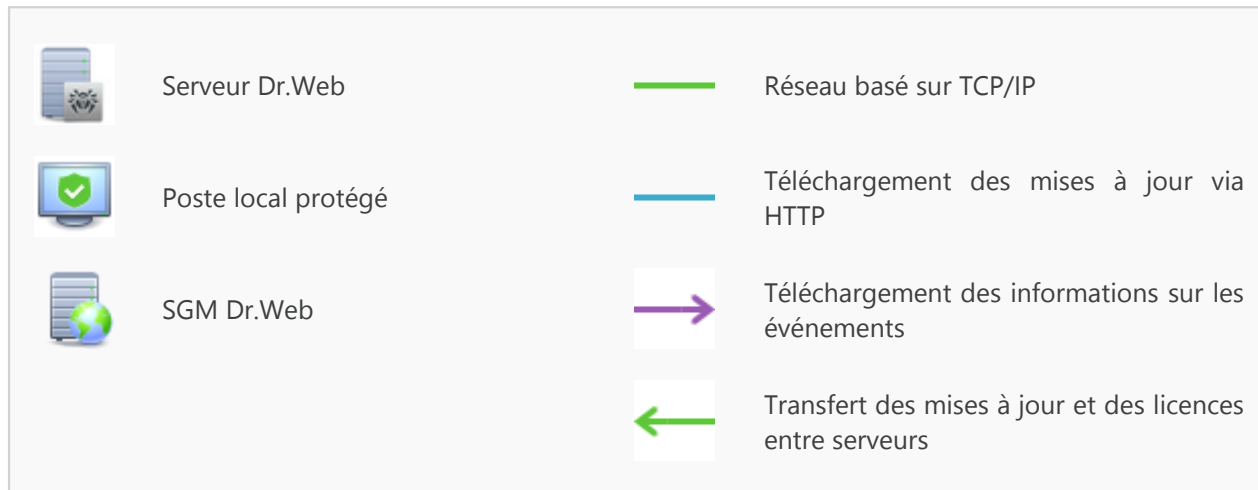 Serveur Dr.Web
Réseau basé sur TCP/IP
Poste local protégé
Téléchargement des mises à jour via
HTTP
SGM Dr.Web
Téléchargement des informations sur les
événements
Transfert des mises à jour et des licences
entre serveurs